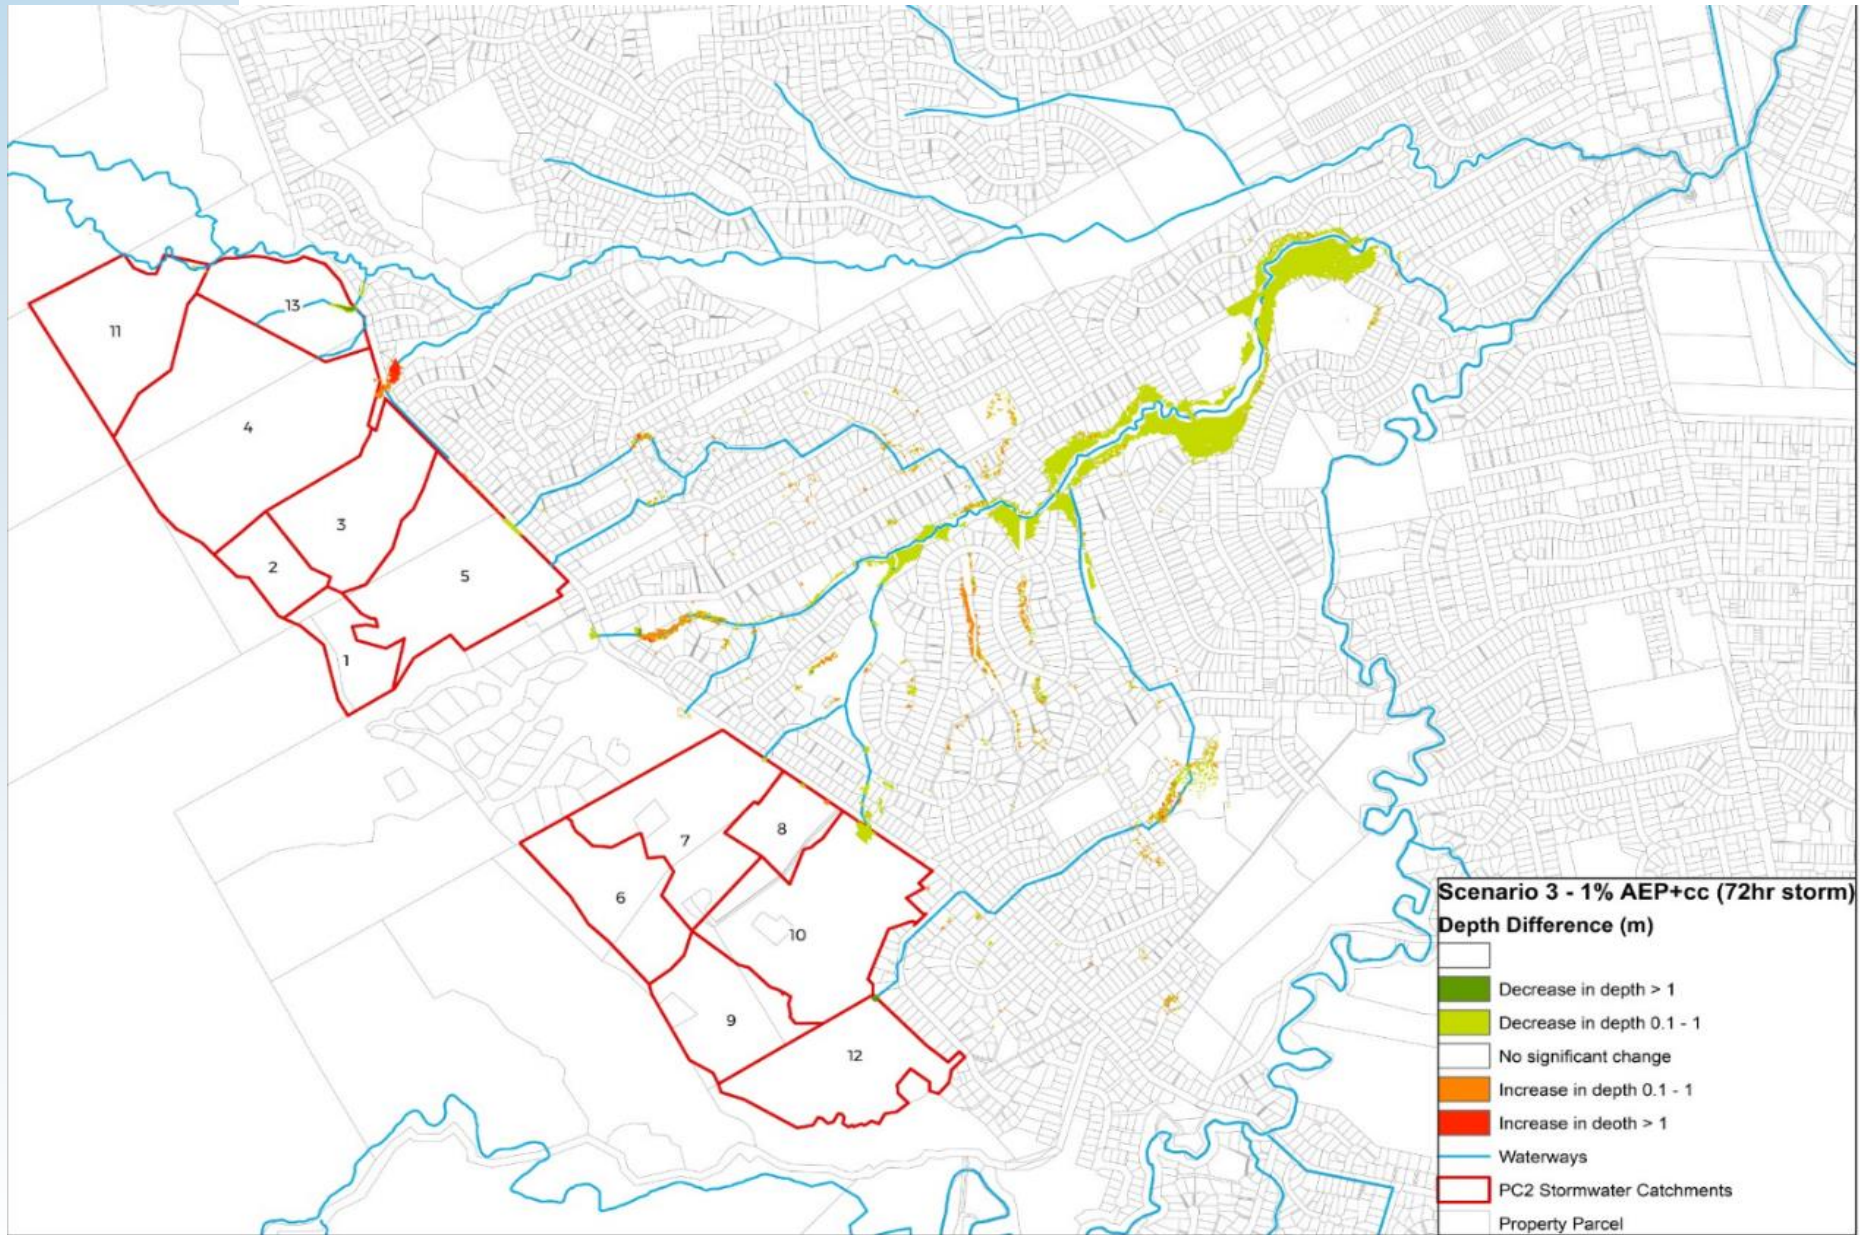 13
11
4
3
2
5
1
8
7
6
10
9
12
Scenario 3 - 1% AEP+cc (72hr storm)
Depth Difference (m)
Decrease in depth > 1
Decrease in depth 0.1 - 1
No significant change
Increase in depth 0.1 - 1
Increase in deoth > 1
Waterways
PC2 Stormwater Catchments
Property Parcel